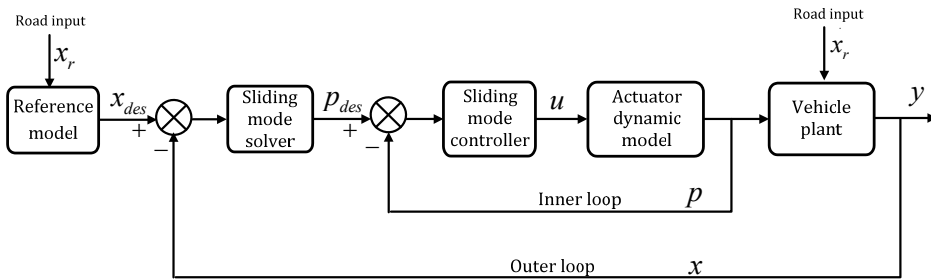 Road input
x_r
Reference
model
x_des
+
−
Sliding
mode
solver
p_des
+
−
Sliding
mode
controller
u
Actuator
dynamic
model
Road input
x_r
Vehicle
plant
y
Inner loop p
Outer loop x